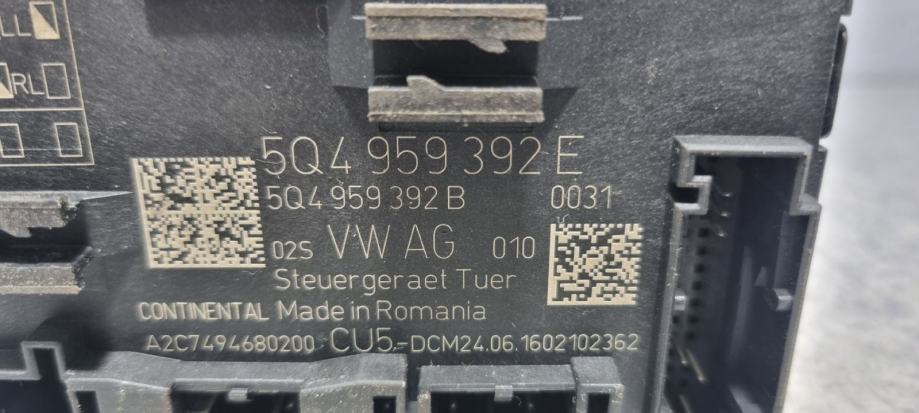 LL
RL
5Q4 959 392 E
5Q4 959 392 B 0031
02S VW AG 010
Steuergeraet Tuer
CONTINENTAL Made in Romania
A2C7494680200 CU5-DCM24.06.1602102362